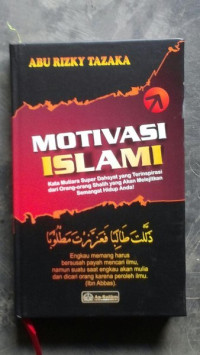 ABU RIZKY TAZAKA
MOTIVASI
ISLAMI
Kata Mutiara Super Dahsyat yang Terinspirasi
dari Orang-orang Shalih yang Akan Melejitkan
Semangat Hidup Anda!
ذَلَلْتُ طَالِبًا فَعَزَزْتُ مَطْلُوْبًا
Engkau memang harus
bersusah payah mencari ilmu,
namun suatu saat engkau akan mulia
dan dicari orang karena peroleh ilmu.
(Ibn Abbas)